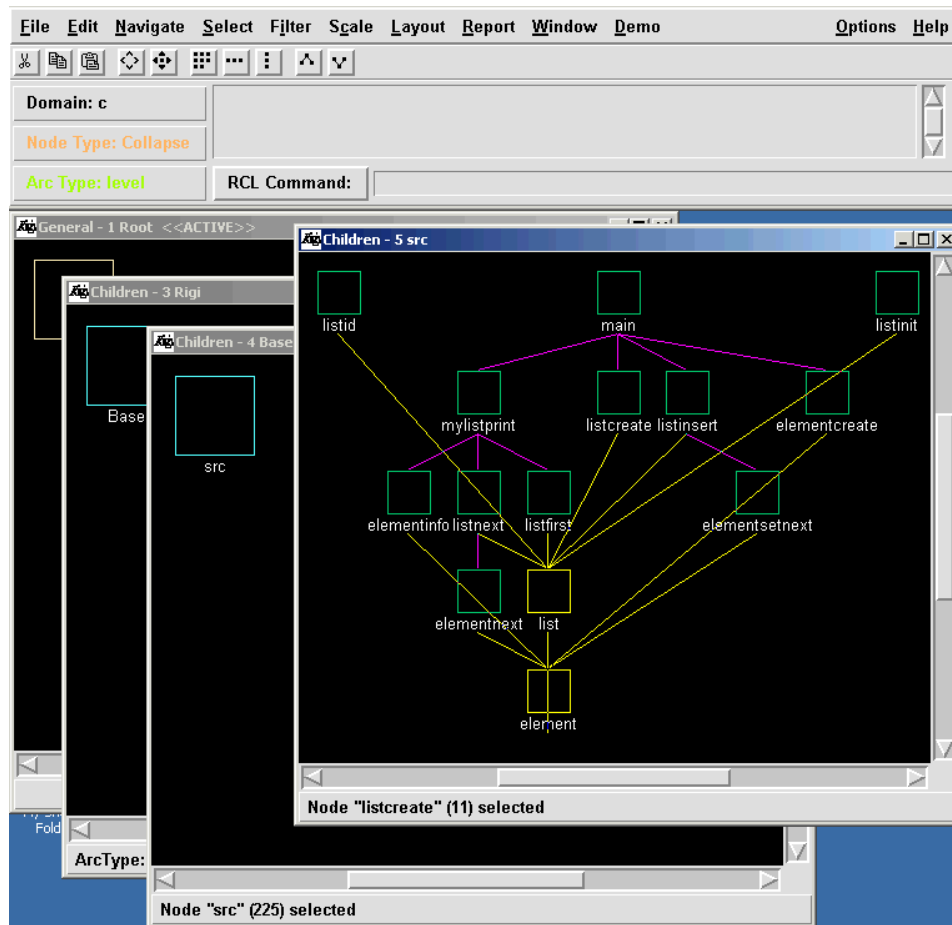 File Edit Navigate Select Filter Scale Layout Report Window Demo Options Help
Domain: c
Node Type: Collapse
Arc Type: level
RCL Command:
General - 1 Root <<ACTIVE>>
Children - 5 src
Children - 3 Rigi
Children - 4 Base
Base
src
listid main listinit
mylistprint listcreate listinsert elementcreate
elementinfo listnext listfirst elementsetnext
elementnext list
element
Node "listcreate" (11) selected
Fold
ArcType:
Node "src" (225) selected